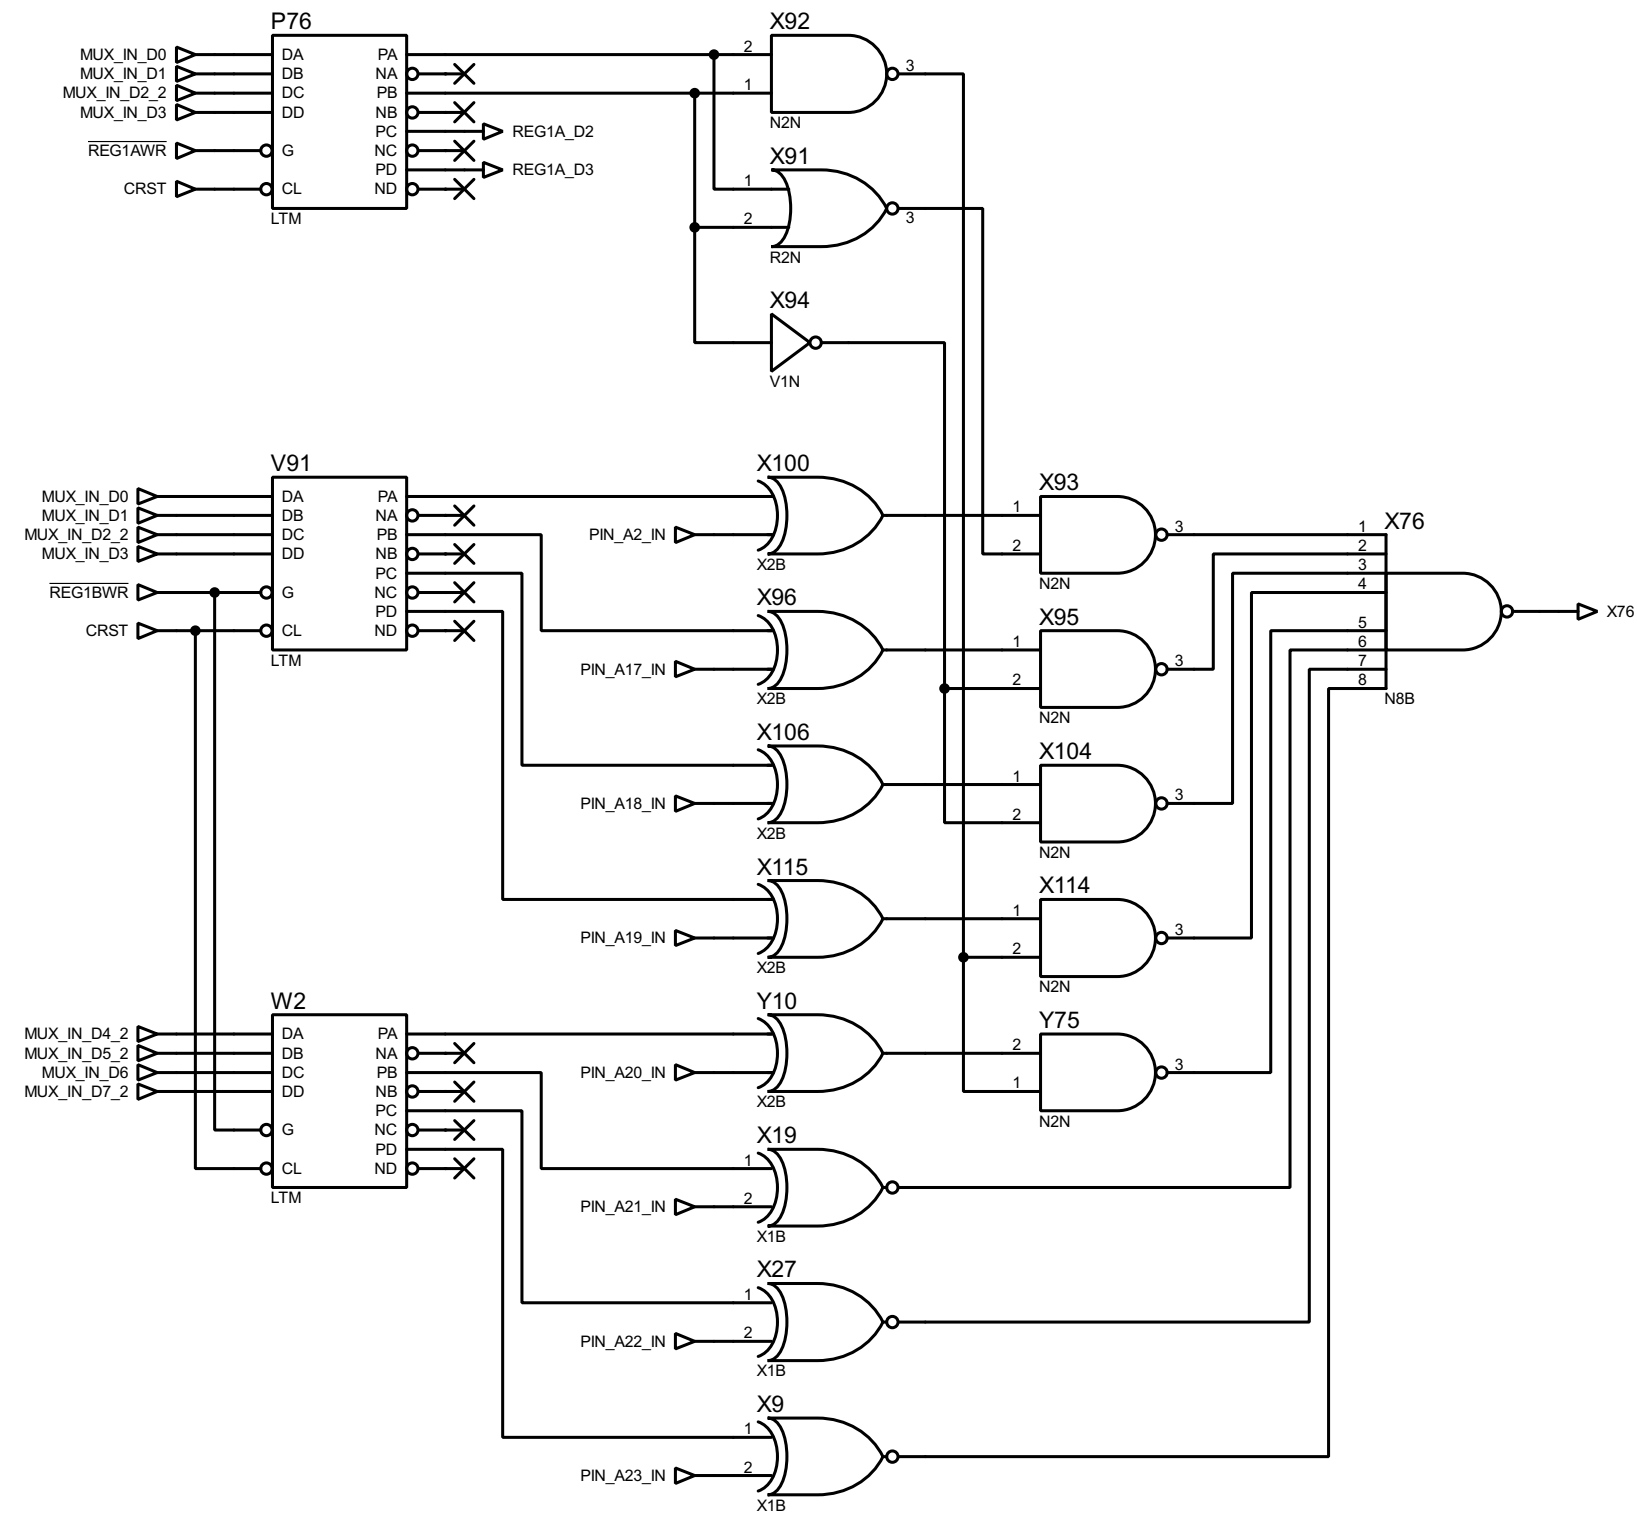 P76
MUX_IN_D0
MUX_IN_D1
MUX_IN_D2_2
MUX_IN_D3
REG1AWR
CRST
DA PA
DB NA
DC PB
DD NB
PC
G NC
PD
CL ND
LTM
REG1A_D2
REG1A_D3
X92
2
1
3
N2N
X91
1
2
3
R2N
X94
V1N
V91
MUX_IN_D0
MUX_IN_D1
MUX_IN_D2_2
MUX_IN_D3
REG1BWR
CRST
DA PA
DB NA
DC PB
DD NB
PC
G NC
PD
CL ND
LTM
X100
PIN_A2_IN
X2B
X93
1
2
3
N2N
X96
PIN_A17_IN
X2B
X95
1
2
3
N2N
X106
PIN_A18_IN
X2B
X104
1
2
3
N2N
X115
PIN_A19_IN
X2B
X114
1
2
3
N2N
X76
1
2
3
4
5
6
7
8
N8B
X76
W2
MUX_IN_D4_2
MUX_IN_D5_2
MUX_IN_D6
MUX_IN_D7_2
DA PA
DB NA
DC PB
DD NB
PC
G NC
PD
CL ND
LTM
Y10
PIN_A20_IN
X2B
Y75
2
1
3
N2N
X19
1
PIN_A21_IN 2
X1B
X27
1
PIN_A22_IN 2
X1B
X9
1
PIN_A23_IN 2
X1B